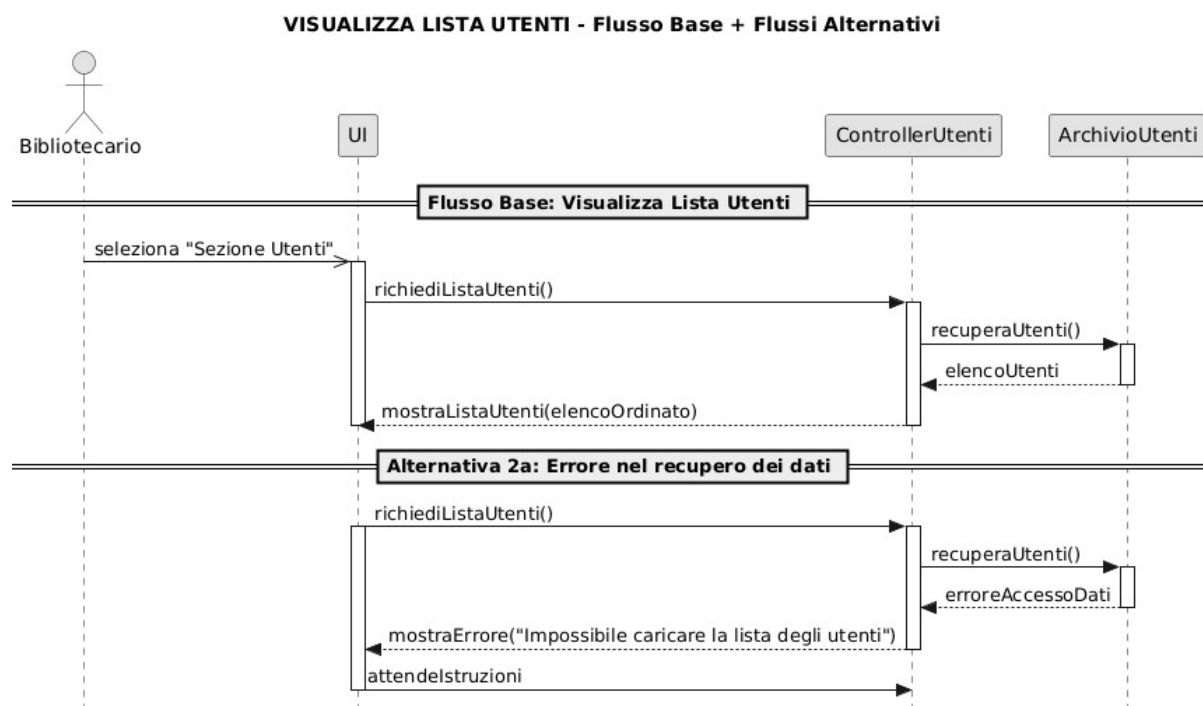 VISUALIZZA LISTA UTENTI - Flusso Base + Flussi Alternativi
Bibliotecario
UI
ControllerUtenti
ArchivioUtenti
Flusso Base: Visualizza Lista Utenti
seleziona "Sezione Utenti"
richiediListaUtenti()
recuperaUtenti()
elencoUtenti
mostraListaUtenti(elencoOrdinato)
Alternativa 2a: Errore nel recupero dei dati
richiediListaUtenti()
recuperaUtenti()
erroreAccessoDati
mostraErrore("Impossibile caricare la lista degli utenti")
attendeIstruzioni